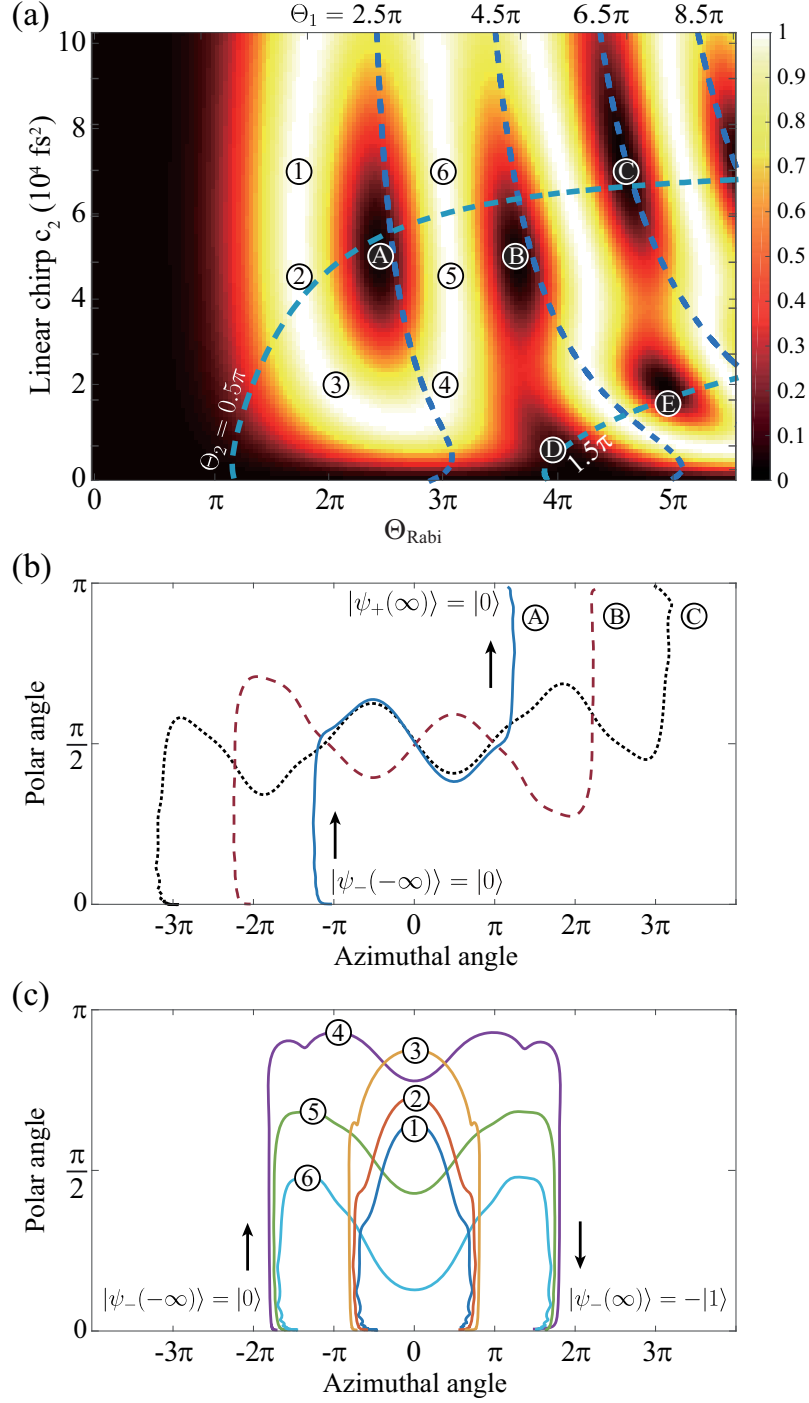 (a)
Θ₁ = 2.5π 4.5π 6.5π 8.5π
Linear chirp c₂ (10⁴ fs²)
10
8
6
4
2
0
① ⑥
Ⓒ
Ⓐ Ⓑ
② ⑤
③ ④
Ⓔ
Ⓓ
Θ₂ = 0.5π
1.5π
0 π 2π 3π 4π 5π
Θ_Rabi
1
0.9
0.8
0.7
0.6
0.5
0.4
0.3
0.2
0.1
0
(b)
π
π/2
0
Polar angle
|ψ₊(∞)⟩ = |0⟩
Ⓐ Ⓑ Ⓒ
|ψ₋(−∞)⟩ = |0⟩
-3π -2π -π 0 π 2π 3π
Azimuthal angle
(c)
π
π/2
0
Polar angle
④ ③
②
⑤ ①
⑥
|ψ₋(−∞)⟩ = |0⟩
|ψ₋(∞)⟩ = −|1⟩
-3π -2π -π 0 π 2π 3π
Azimuthal angle